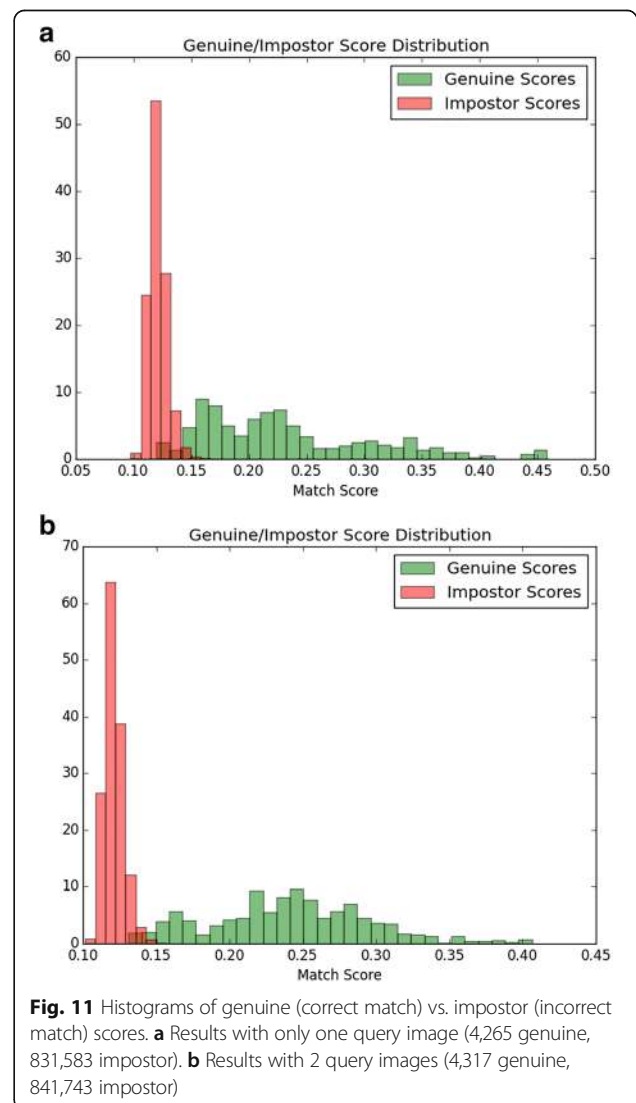 a
Genuine/Impostor Score Distribution
60
50
40
30
20
10
0
Genuine Scores
Impostor Scores
0.05 0.10 0.15 0.20 0.25 0.30 0.35 0.40 0.45 0.50
Match Score
b
Genuine/Impostor Score Distribution
70
60
50
40
30
20
10
0
Genuine Scores
Impostor Scores
0.10 0.15 0.20 0.25 0.30 0.35 0.40 0.45
Match Score
Fig. 11 Histograms of genuine (correct match) vs. impostor (incorrect
match) scores. a Results with only one query image (4,265 genuine,
831,583 impostor). b Results with 2 query images (4,317 genuine,
841,743 impostor)